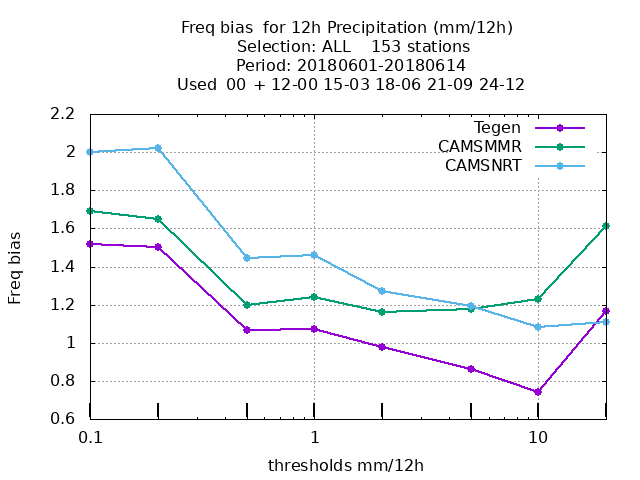 Freq bias  for 12h Precipitation (mm/12h)
Selection: ALL    153 stations
Period: 20180601-20180614
Used  00 + 12-00 15-03 18-06 21-09 24-12
Tegen
CAMSMMR
CAMSNRT
Freq bias
2.2
2
1.8
1.6
1.4
1.2
1
0.8
0.6
0.1 1 10
thresholds mm/12h